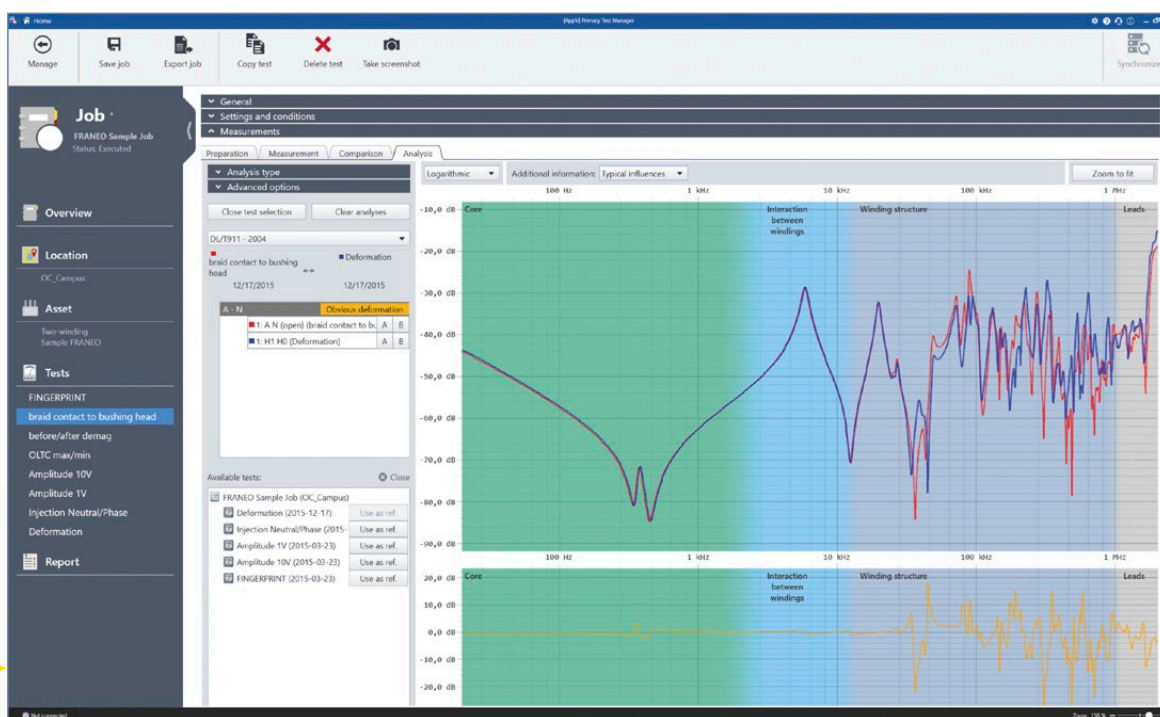 Home
[Apply] Primary Test Manager
Manage
Save job
Export job
Copy test
Delete test
Take screenshot
Synchronize
Job
FRANEO Sample Job
Status: Executed
Overview
Location
OC_Campus
Asset
Two-winding
Sample FRANEO
Tests
FINGERPRINT
braid contact to bushing head
before/after demag
OLTC max/min
Amplitude 10V
Amplitude 1V
Injection Neutral/Phase
Deformation
Report
General
Settings and conditions
Measurements
Preparation
Measurement
Comparison
Analysis
Analysis type
Advanced options
Close test selection
Clear analyses
DL/T911 - 2004
braid contact to bushing
head
Deformation
12/17/2015
12/17/2015
A - N
Obvious deformation
1: A N (open) (braid contact to bu
A
B
1: H1 H0 (Deformation)
A
B
Available tests:
Close
FRANEO Sample Job (OC_Campus)
Deformation (2015-12-17)
Use as ref.
Injection Neutral/Phase (2015-
Use as ref.
Amplitude 1V (2015-03-23)
Use as ref.
Amplitude 10V (2015-03-23)
Use as ref.
FINGERPRINT (2015-03-23)
Use as ref.
Logarithmic
Additional information:
Typical influences
Zoom to fit
100 Hz
1 kHz
10 kHz
100 kHz
1 MHz
-10,0 dB
Core
Interaction
between
windings
Winding structure
Leads
-20,0 dB
-30,0 dB
-40,0 dB
-50,0 dB
-60,0 dB
-70,0 dB
-80,0 dB
-90,0 dB
100 Hz
1 kHz
10 kHz
100 kHz
1 MHz
20,0 dB
Core
Interaction
between
windings
Winding structure
Leads
10,0 dB
0,0 dB
-10,0 dB
-20,0 dB
Not connected
Zoom 150 %